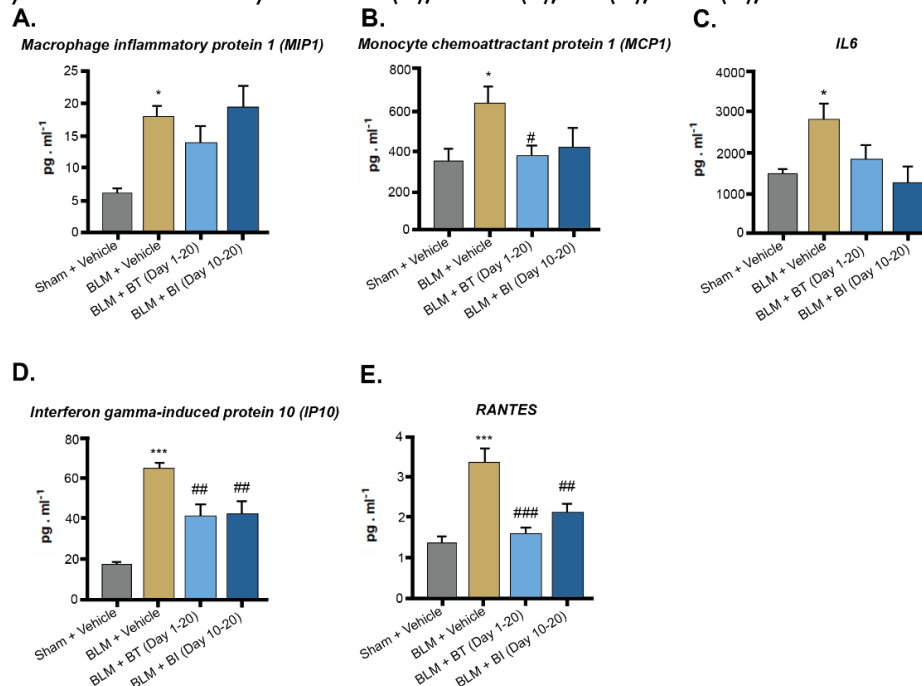 A.
Macrophage inflammatory protein 1 (MIP1)
25
20
15
10
5
0
pg . ml-1
*
Sham + Vehicle
BLM + Vehicle
BLM + BT (Day 1-20)
BLM + BI (Day 10-20)
B.
Monocyte chemoattractant protein 1 (MCP1)
800
600
400
200
0
pg . ml-1
*
#
Sham + Vehicle
BLM + Vehicle
BLM + BT (Day 1-20)
BLM + BI (Day 10-20)
C.
IL6
4000
3000
2000
1000
0
pg . ml-1
*
Sham + Vehicle
BLM + Vehicle
BLM + BT (Day 1-20)
BLM + BI (Day 10-20)
D.
Interferon gamma-induced protein 10 (IP10)
80
60
40
20
0
pg . ml-1
***
##
##
Sham + Vehicle
BLM + Vehicle
BLM + BT (Day 1-20)
BLM + BI (Day 10-20)
E.
RANTES
4
3
2
1
0
pg . ml-1
***
###
##
Sham + Vehicle
BLM + Vehicle
BLM + BT (Day 1-20)
BLM + BI (Day 10-20)